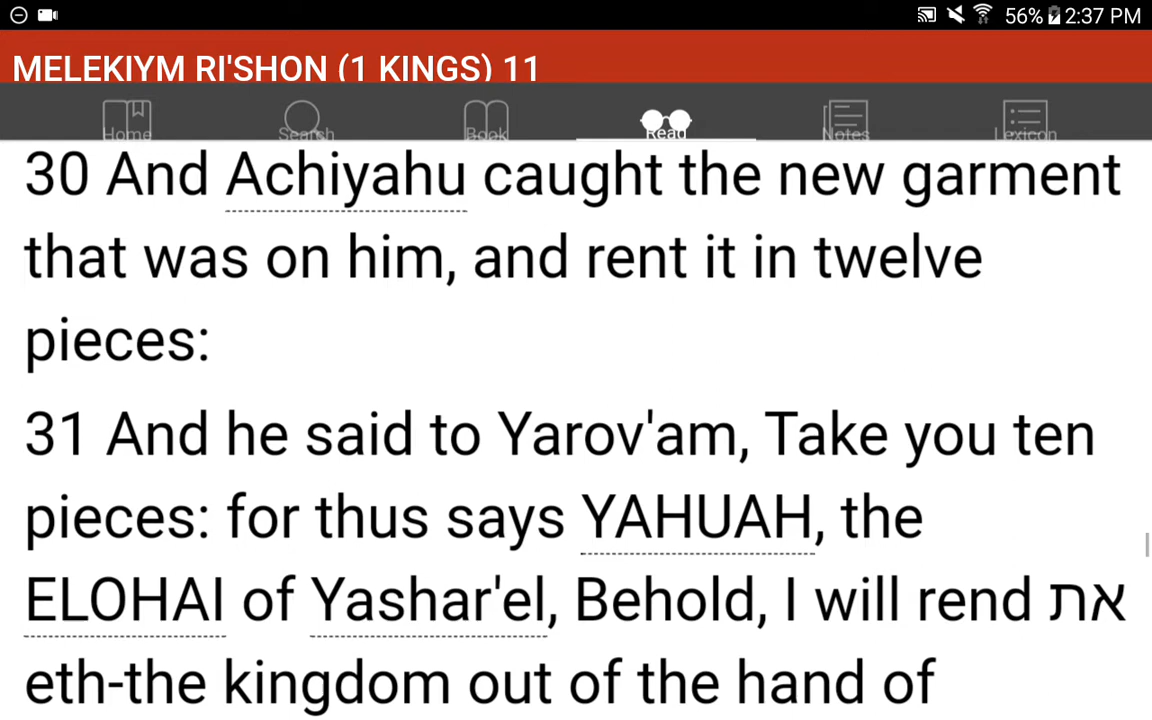 56% 2:37 PM
MELEKIYM RI'SHON (1 KINGS) 11
Home Search Book Read Notes Lexicon
30 And Achiyahu caught the new garment
that was on him, and rent it in twelve
pieces:
31 And he said to Yarov'am, Take you ten
pieces: for thus says YAHUAH, the
ELOHAI of Yashar'el, Behold, I will rend את
eth-the kingdom out of the hand of